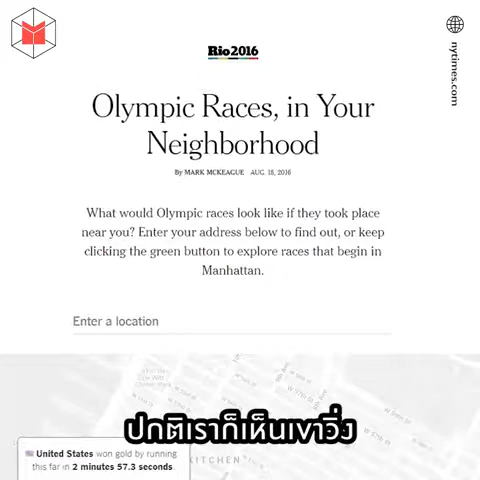 Rio2016
nytimes.com
Olympic Races, in Your
Neighborhood
By MARK MCKEAGUE AUG. 18, 2016
What would Olympic races look like if they took place
near you? Enter your address below to find out, or keep
clicking the green button to explore races that begin in
Manhattan.
Enter a location
ปกติเราก็เห็นเขาวิ่ง
United States won gold by running
this far in 2 minutes 57.3 seconds
KITCHEN